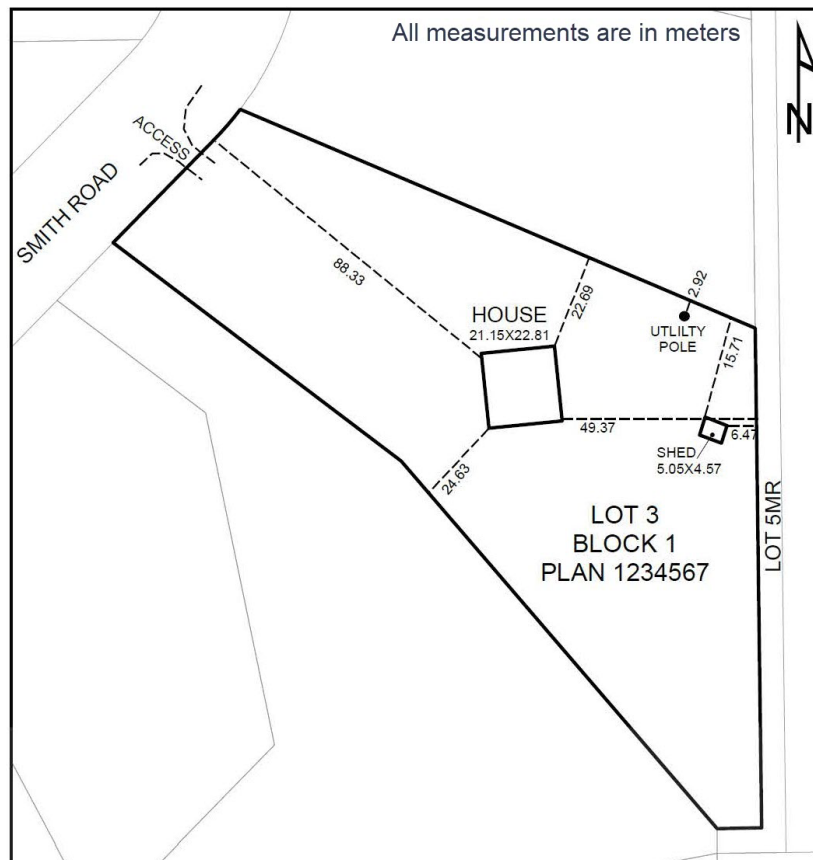 All measurements are in meters
N
ACCESS
SMITH ROAD
88.33
HOUSE
21.15X22.81
22.69
2.92
UTLILTY
POLE
15.71
49.37
6.47
SHED
5.05X4.57
24.63
LOT 3
BLOCK 1
PLAN 1234567
LOT 5MR